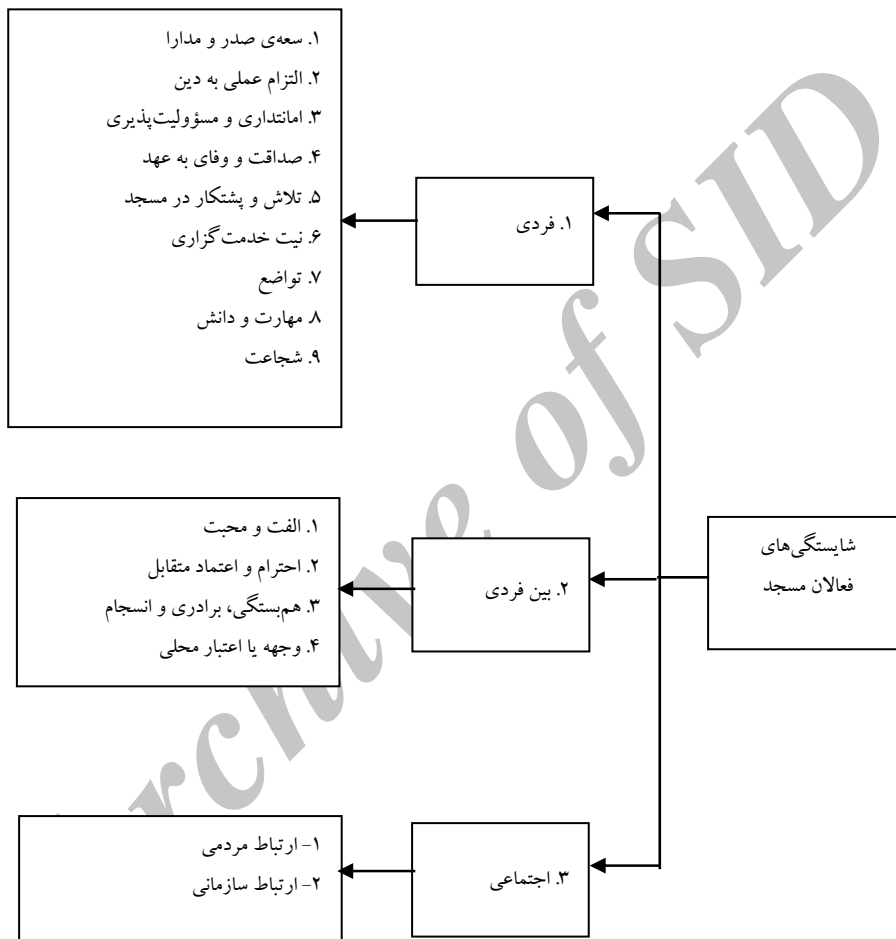 شایستگی‌های
فعالان مسجد
۱. فردی
۱. سعه‌ی صدر و مدارا
۲. التزام عملی به دین
۳. امانتداری و مسؤولیت‌پذیری
۴. صداقت و وفای به عهد
۵. تلاش و پشتکار در مسجد
۶. نیت خدمت‌گزاری
۷. تواضع
۸. مهارت و دانش
۹. شجاعت
۲. بین فردی
۱. الفت و محبت
۲. احترام و اعتماد متقابل
۳. هم‌بستگی، برادری و انسجام
۴. وجهه یا اعتبار محلی
۳. اجتماعی
۱- ارتباط مردمی
۲- ارتباط سازمانی
Archive of SID